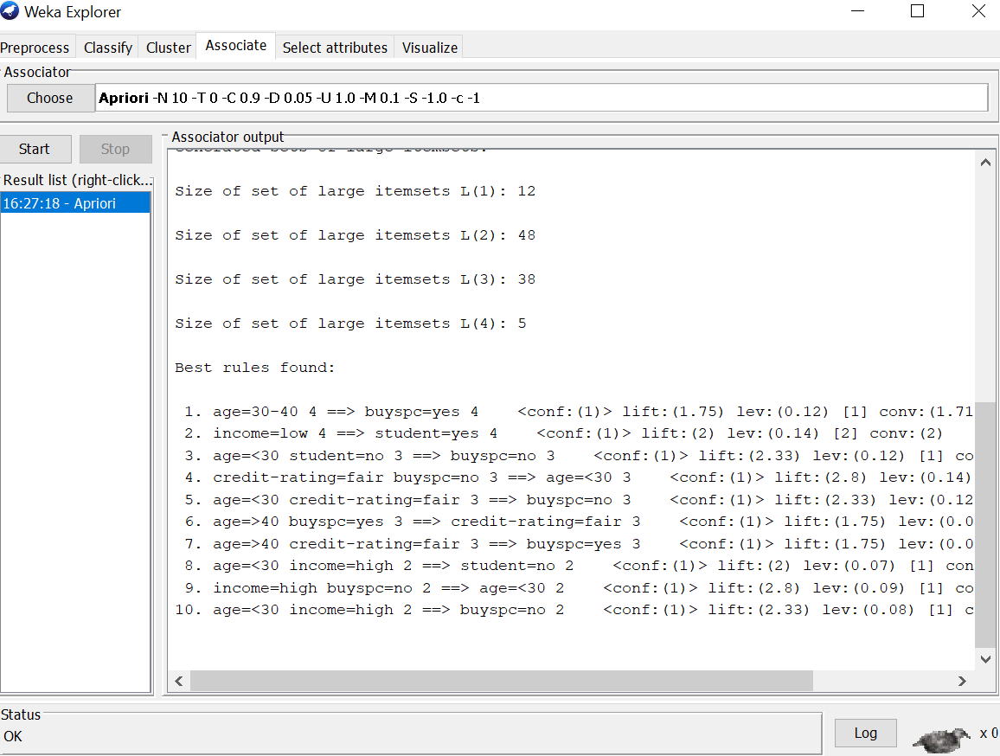 Weka Explorer
Preprocess Classify Cluster Associate Select attributes Visualize
Associator
Choose Apriori -N 10 -T 0 -C 0.9 -D 0.05 -U 1.0 -M 0.1 -S -1.0 -c -1
Start Stop
Result list (right-click...
16:27:18 - Apriori
Associator output
Generated sets of large itemsets:
Size of set of large itemsets L(1): 12
Size of set of large itemsets L(2): 48
Size of set of large itemsets L(3): 38
Size of set of large itemsets L(4): 5
Best rules found:
1. age=30-40 4 ==> buyspc=yes 4 <conf:(1)> lift:(1.75) lev:(0.12) [1] conv:(1.71
2. income=low 4 ==> student=yes 4 <conf:(1)> lift:(2) lev:(0.14) [2] conv:(2)
3. age=<30 student=no 3 ==> buyspc=no 3 <conf:(1)> lift:(2.33) lev:(0.12) [1] co
4. credit-rating=fair buyspc=no 3 ==> age=<30 3 <conf:(1)> lift:(2.8) lev:(0.14)
5. age=<30 credit-rating=fair 3 ==> buyspc=no 3 <conf:(1)> lift:(2.33) lev:(0.12
6. age=>40 buyspc=yes 3 ==> credit-rating=fair 3 <conf:(1)> lift:(1.75) lev:(0.0
7. age=>40 credit-rating=fair 3 ==> buyspc=yes 3 <conf:(1)> lift:(1.75) lev:(0.0
8. age=<30 income=high 2 ==> student=no 2 <conf:(1)> lift:(2) lev:(0.07) [1] con
9. income=high buyspc=no 2 ==> age=<30 2 <conf:(1)> lift:(2.8) lev:(0.09) [1] co
10. age=<30 income=high 2 ==> buyspc=no 2 <conf:(1)> lift:(2.33) lev:(0.08) [1] c
Status
OK
Log
x 0